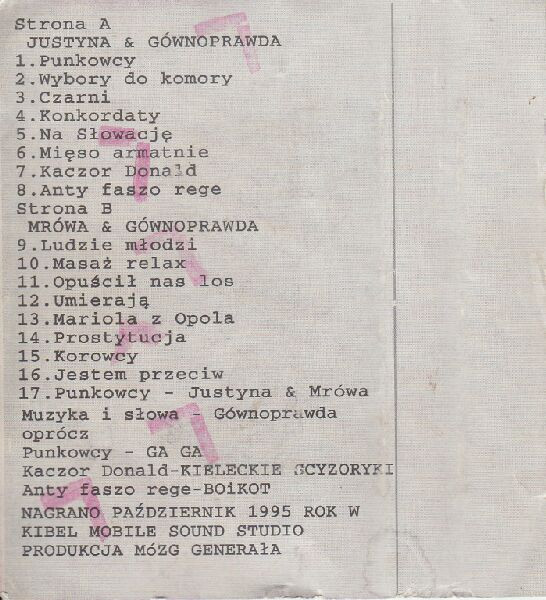 Strona A
JUSTYNA & GÓWNOPRAWDA
1.Punkowcy
2.Wybory do komory
3.Czarni
4.Konkordaty
5.Na Słowację
6.Mięso armatnie
7.Kaczor Donald
8.Anty faszo rege
Strona B
MRÓWA & GÓWNOPRAWDA
9.Ludzie młodzi
10.Masaż relax
11.Opuścił nas los
12.Umierają
13.Mariola z Opola
14.Prostytucja
15.Korowcy
16.Jestem przeciw
17.Punkowcy - Justyna & Mrówa
Muzyka i słowa - Gównoprawda
oprócz
Punkowcy - GA GA
Kaczor Donald-KIELECKIE SCYZORYKI
Anty faszo rege-BOiKOT
NAGRANO PAŹDZIERNIK 1995 ROK W
KIBEL MOBILE SOUND STUDIO
PRODUKCJA MóZG GENERAłA